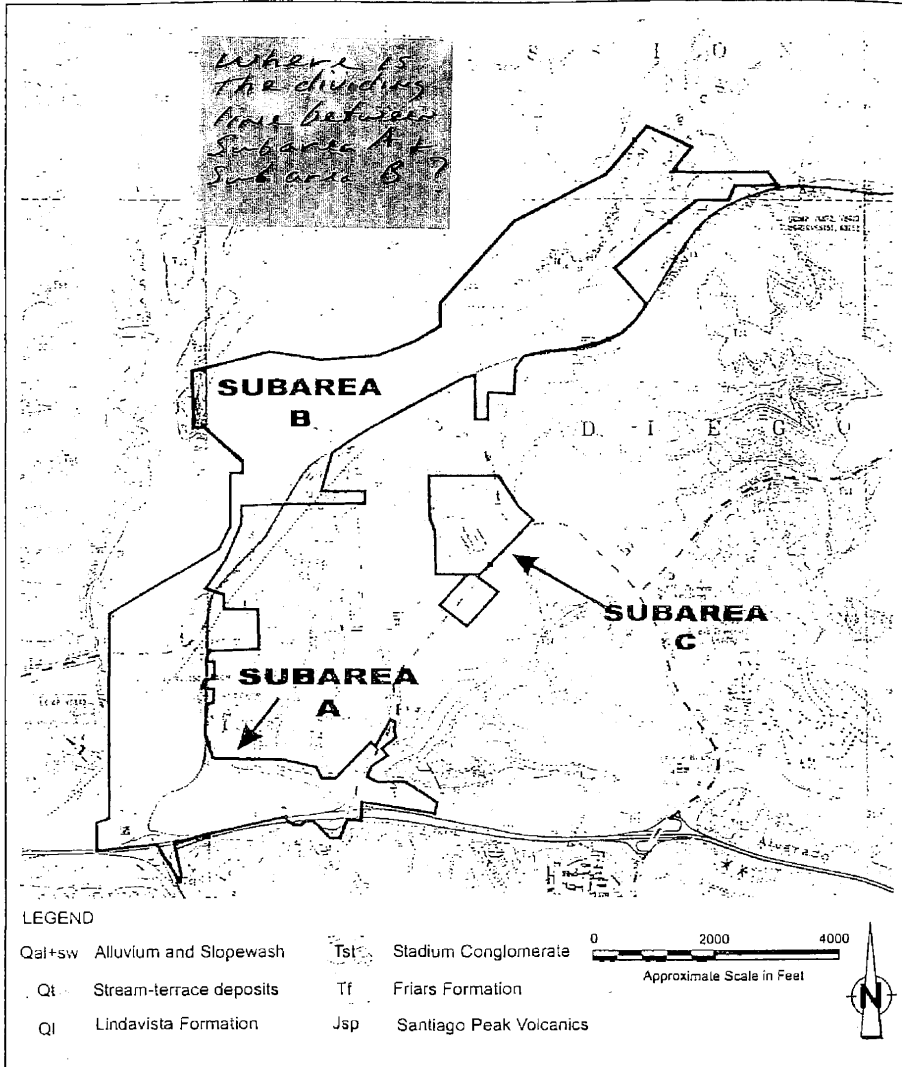 Where is
the dividing
line between
Subarea A +
Subarea B ?
S S I O N
SUBAREA
B
D I E G O
SUBAREA
C
SUBAREA
A
Alvarado
LEGEND
Qal+sw Alluvium and Slopewash
Tst Stadium Conglomerate
Qt Stream-terrace deposits
Tf Friars Formation
Ql Lindavista Formation
Jsp Santiago Peak Volcanics
0 2000 4000
Approximate Scale in Feet
N